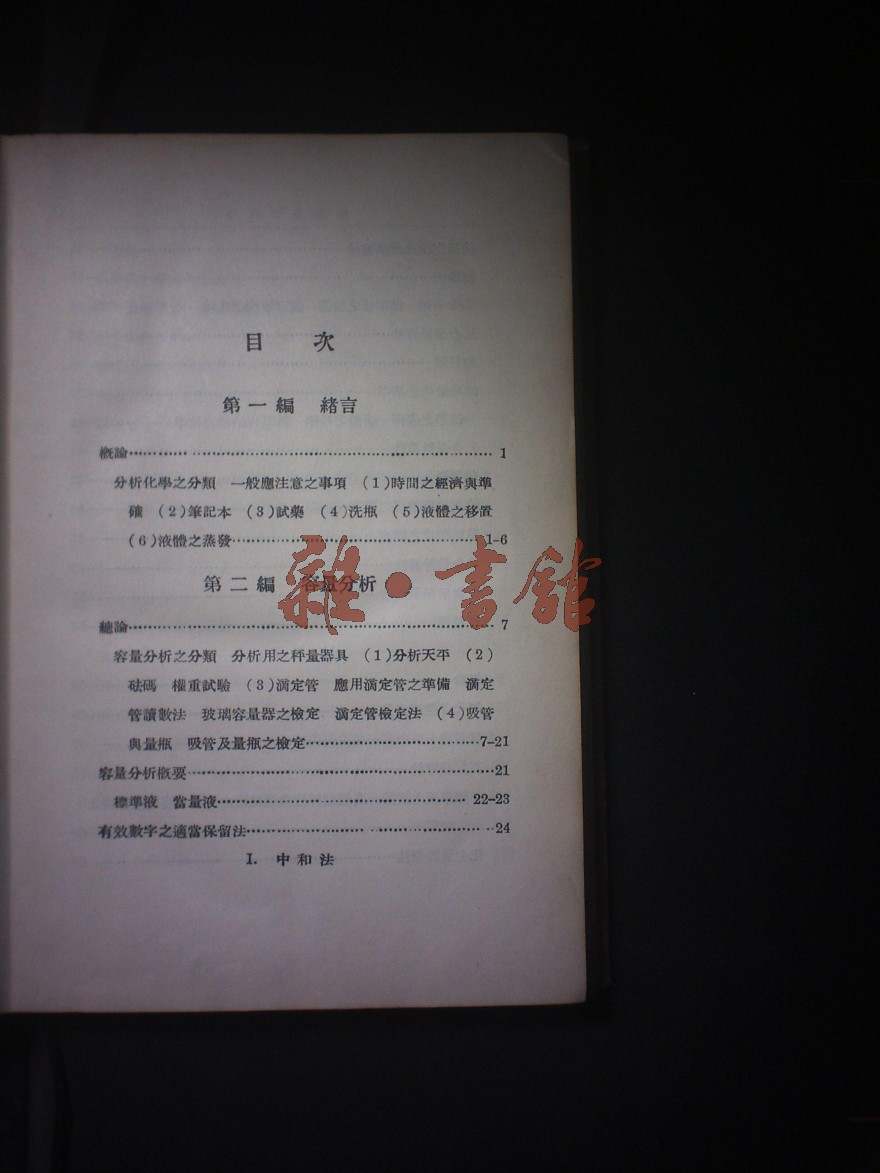 目次
第一編 緒言
概論………………………………………………1
分析化學之分類 一般應注意之事項 (1)時間之經濟與準
確 (2)筆記本 (3)試藥 (4)洗瓶 (5)液體之移置
(6)液體之蒸發………………………………1-6
第二編 容量分析
總論………………………………………………7
容量分析之分類 分析用之秤量器具 (1)分析天平 (2)
砝碼 權重試驗 (3)滴定管 應用滴定管之準備 滴定
管讀數法 玻璃容量器之檢定 滴定管檢定法 (4)吸管
與量瓶 吸管及量瓶之檢定………………………7-21
容量分析概要……………………………………21
標準液 當量液………………………………22-23
有效數字之適當保留法…………………………24
I. 中和法
雜·書館